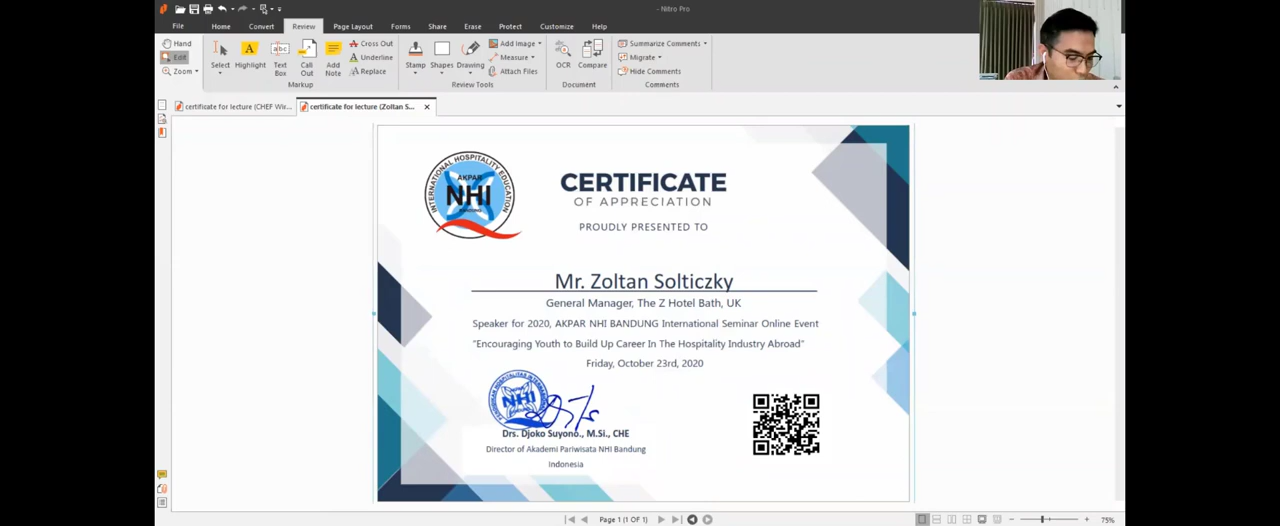 - Nitro Pro
File Home Convert Review Page Layout Forms Share Erase Protect Customize Help
Hand
Edit
Zoom
Select
Highlight
Text Box
Call Out
Add Note
Cross Out
Underline
Replace
Markup
Stamp
Shapes
Drawing
Add Image
Measure
Attach Files
Review Tools
OCR
Compare
Document
Summarize Comments
Migrate
Hide Comments
Comments
certificate for lecture (CHEF Wir...
certificate for lecture (Zoltan S...
INTERNATIONAL HOSPITALITY EDUCATION
AKPAR
NHI
BANDUNG
CERTIFICATE
OF APPRECIATION
PROUDLY PRESENTED TO
Mr. Zoltan Solticzky
General Manager, The Z Hotel Bath, UK
Speaker for 2020, AKPAR NHI BANDUNG International Seminar Online Event
“Encouraging Youth to Build Up Career In The Hospitality Industry Abroad”
Friday, October 23rd, 2020
NHI
Drs. Djoko Suyono., M.Si., CHE
Director of Akademi Pariwisata NHI Bandung
Indonesia
Page 1 (1 OF 1)
75%